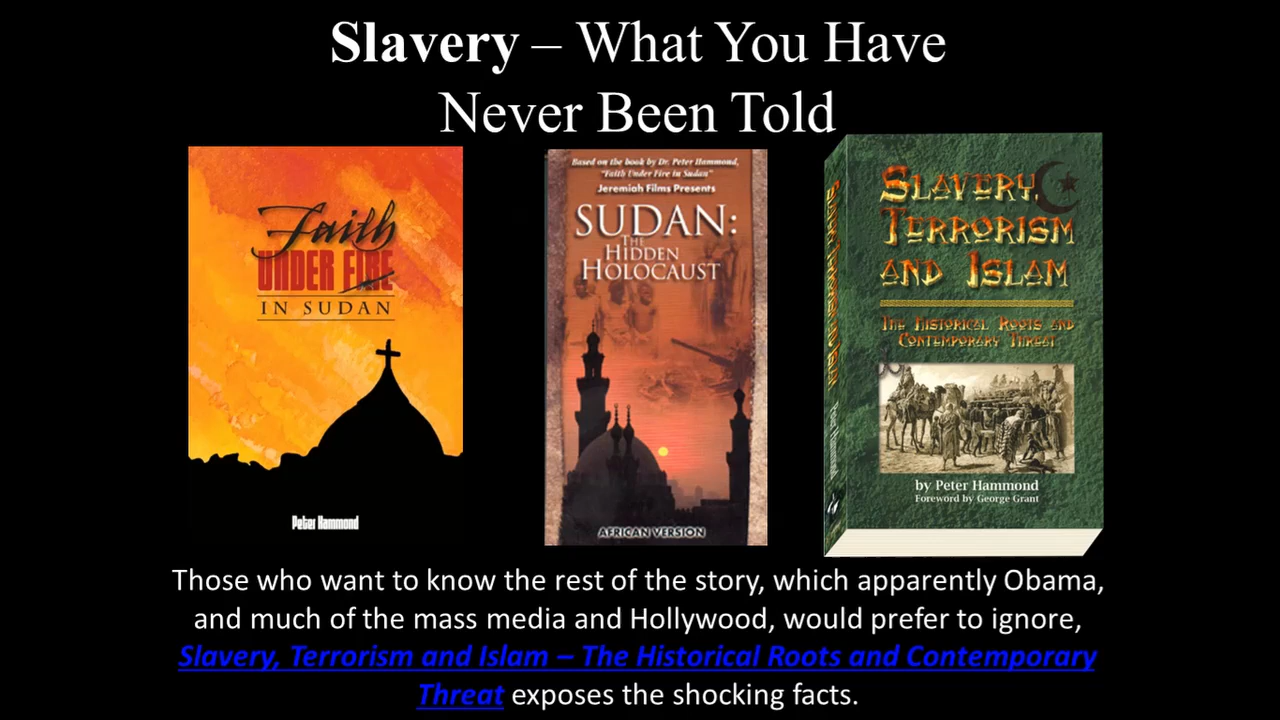 Slavery – What You Have
Never Been Told
Faith
UNDER FIRE
IN SUDAN
Peter Hammond
Based on the book by Dr. Peter Hammond,
"Faith Under Fire in Sudan"
Jeremiah Films Presents
SUDAN:
THE
HIDDEN
HOLOCAUST
AFRICAN VERSION
SLAVERY,
TERRORISM
AND ISLAM
THE HISTORICAL ROOTS AND
CONTEMPORARY THREAT
by Peter Hammond
Foreword by George Grant
Those who want to know the rest of the story, which apparently Obama,
and much of the mass media and Hollywood, would prefer to ignore,
Slavery, Terrorism and Islam – The Historical Roots and Contemporary
Threat exposes the shocking facts.